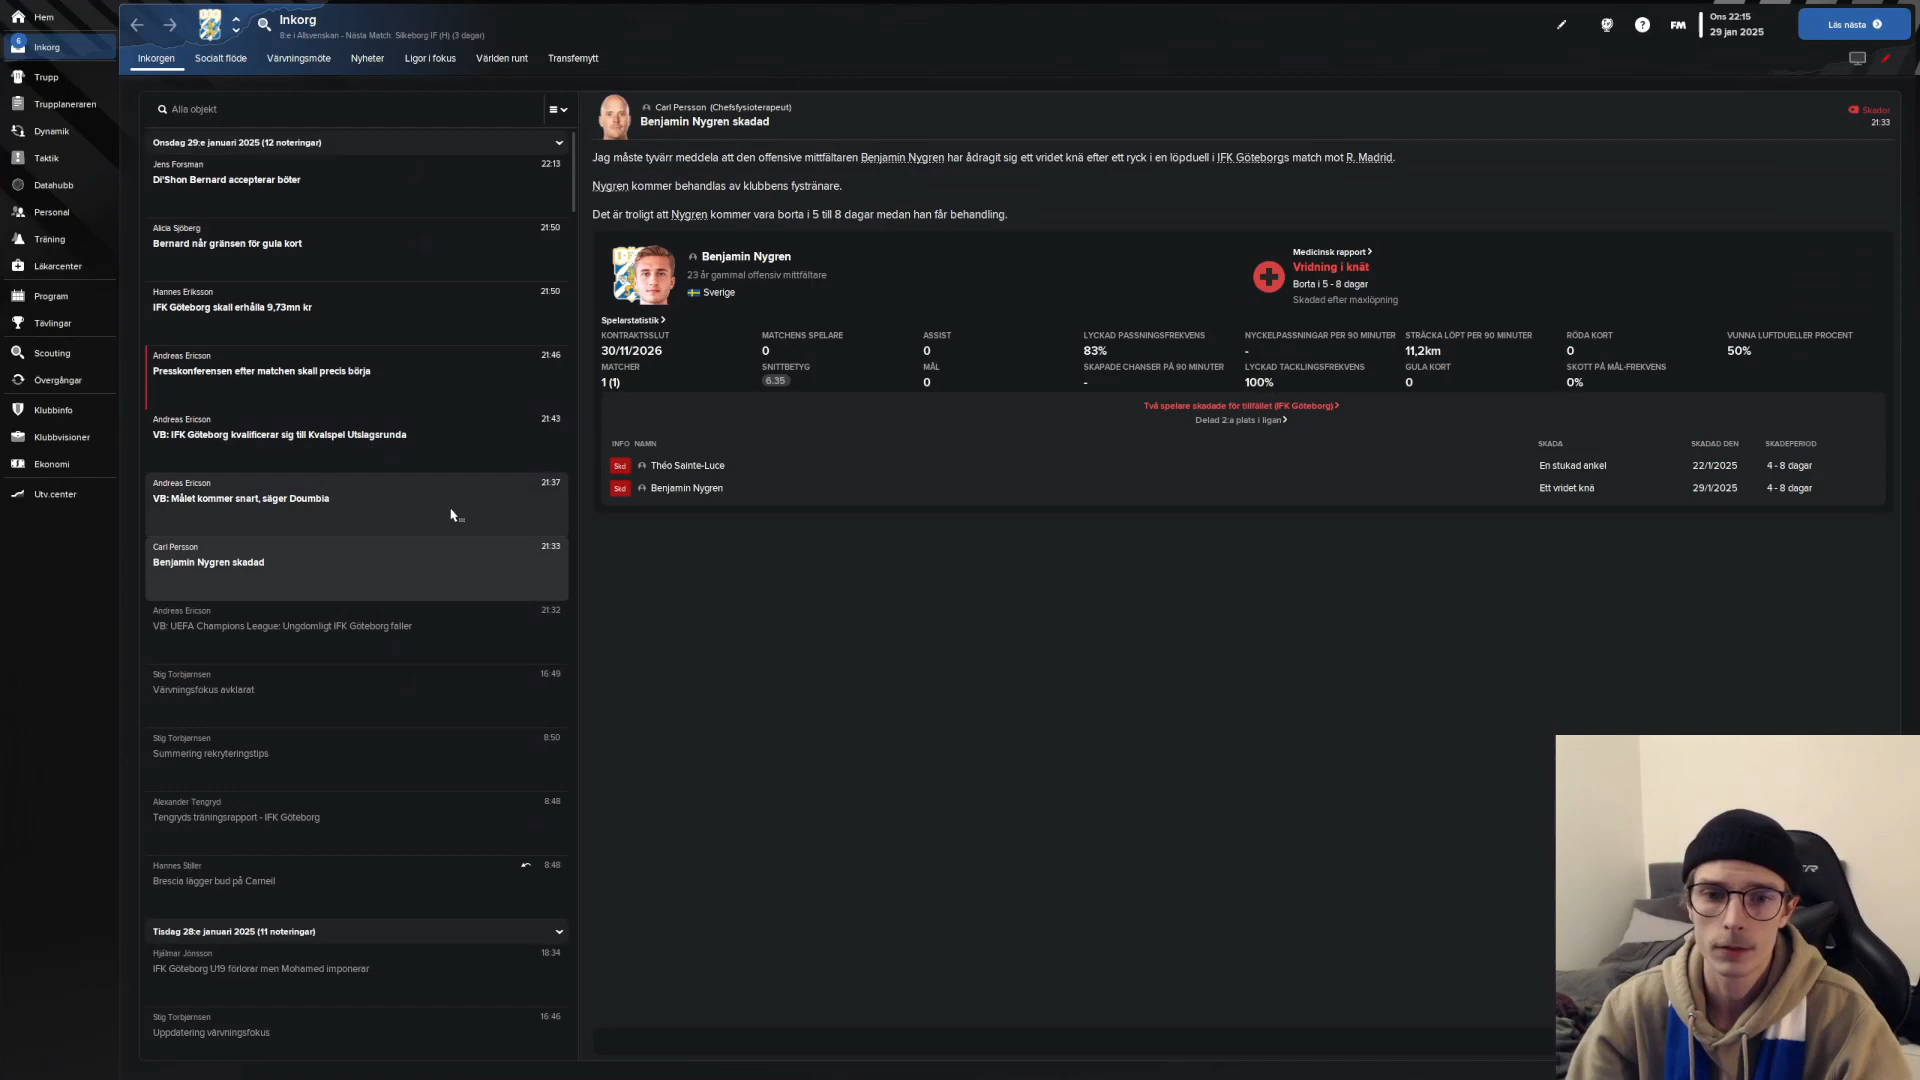 Hem
6
Inkorg
Trupp
Trupplaneraren
Dynamik
Taktik
Datahubb
Personal
Träning
Läkarcenter
Program
Tävlingar
Scouting
Övergångar
Klubbinfo
Klubbvisioner
Ekonomi
Utv.center
Inkorg
8:e i Allsvenskan - Nästa Match: Silkeborg IF (H) (3 dagar)
FM
Ons 22:15
29 jan 2025
Läs nästa
Inkorgen
Socialt flöde
Värvningsmöte
Nyheter
Ligor i fokus
Världen runt
Transfernytt
Alla objekt
Onsdag 29:e januari 2025 (12 noteringar)
Jens Forsman 22:13
Di'Shon Bernard accepterar böter
Alicia Sjöberg 21:50
Bernard når gränsen för gula kort
Hannes Eriksson 21:50
IFK Göteborg skall erhålla 9,73mn kr
Andreas Ericson 21:46
Presskonferensen efter matchen skall precis börja
Andreas Ericson 21:43
VB: IFK Göteborg kvalificerar sig till Kvalspel Utslagsrunda
Andreas Ericson 21:37
VB: Målet kommer snart, säger Doumbia
Carl Persson 21:33
Benjamin Nygren skadad
Andreas Ericson 21:32
VB: UEFA Champions League: Ungdomligt IFK Göteborg faller
Stig Torbjørnsen 16:49
Värvningsfokus avklarat
Stig Torbjørnsen 8:50
Summering rekryteringstips
Alexander Tengryd 8:48
Tengryds träningsrapport - IFK Göteborg
Hannes Stiller 8:48
Brescia lägger bud på Carneil
Tisdag 28:e januari 2025 (11 noteringar)
Hjálmar Jónsson 18:34
IFK Göteborg U19 förlorar men Mohamed imponerar
Stig Torbjørnsen 16:46
Uppdatering värvningsfokus
Carl Persson (Chefsfysioterapeut)
Benjamin Nygren skadad
Skador
21:33
Jag måste tyvärr meddela att den offensive mittfältaren Benjamin Nygren har ådragit sig ett vridet knä efter ett ryck i en löpduell i IFK Göteborgs match mot R. Madrid.
Nygren kommer behandlas av klubbens fystränare.
Det är troligt att Nygren kommer vara borta i 5 till 8 dagar medan han får behandling.
Benjamin Nygren
23 år gammal offensiv mittfältare
Sverige
Medicinsk rapport
Vridning i knät
Borta i 5 - 8 dagar
Skadad efter maxlöpning
Spelarstatistik
KONTRAKTSSLUT MATCHENS SPELARE ASSIST LYCKAD PASSNINGSFREKVENS NYCKELPASSNINGAR PER 90 MINUTER STRÄCKA LÖPT PER 90 MINUTER RÖDA KORT VUNNA LUFTDUELLER PROCENT
30/11/2026 0 0 83% - 11,2km 0 50%
MATCHER SNITTBETYG MÅL SKAPADE CHANSER PÅ 90 MINUTER LYCKAD TACKLINGSFREKVENS GULA KORT SKOTT PÅ MÅL-FREKVENS
1 (1) 6.35 0 - 100% 0 0%
Två spelare skadade för tillfället (IFK Göteborg)
Delad 2:a plats i ligan
INFO NAMN SKADA SKADAD DEN SKADEPERIOD
Skd Théo Sainte-Luce En stukad ankel 22/1/2025 4 - 8 dagar
Skd Benjamin Nygren Ett vridet knä 29/1/2025 4 - 8 dagar